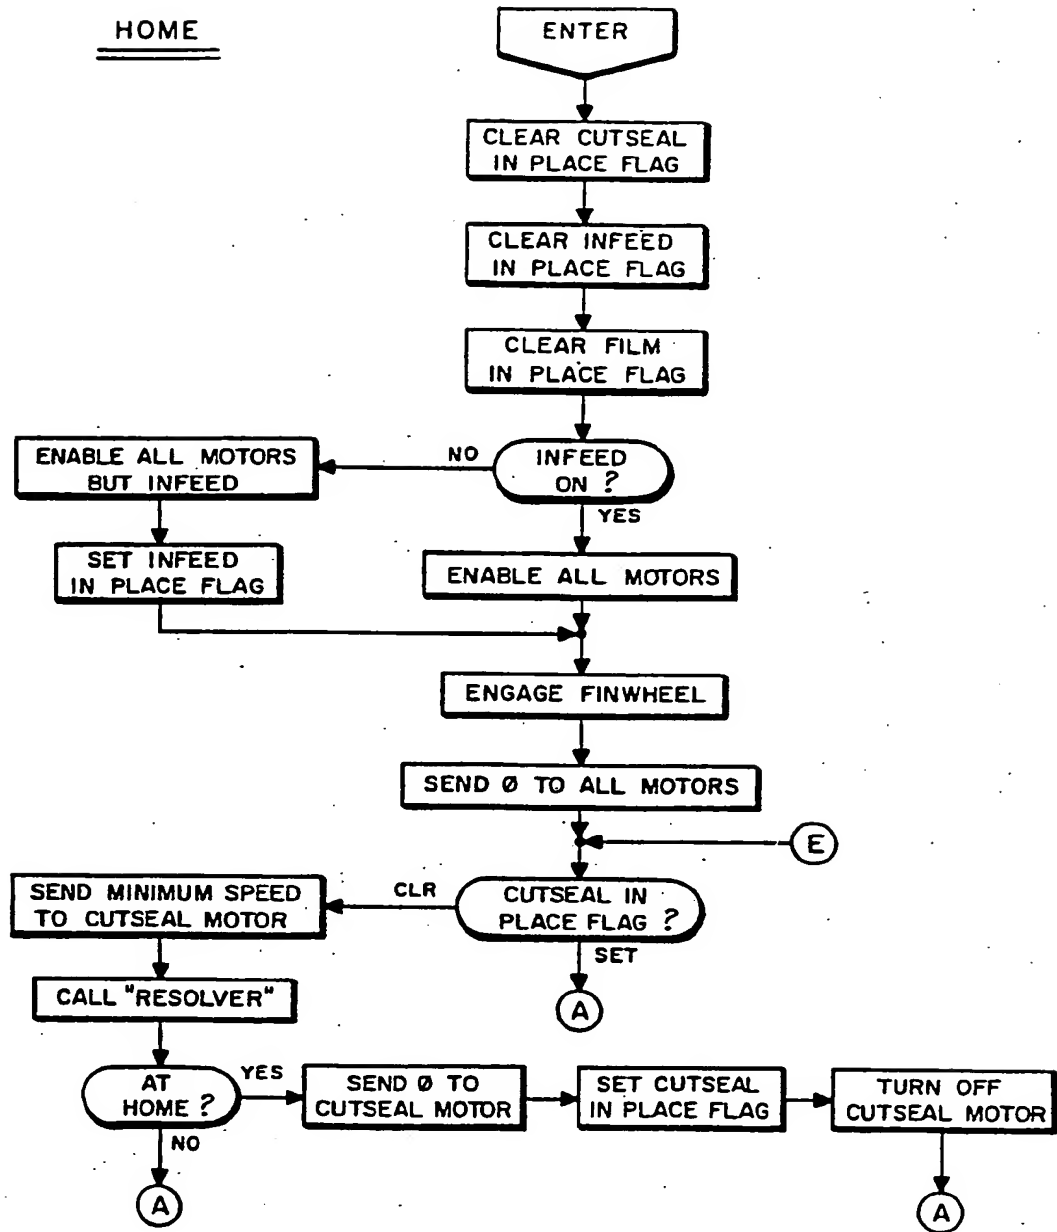 HOME
ENTER
CLEAR CUTSEAL
IN PLACE FLAG
CLEAR INFEED
IN PLACE FLAG
CLEAR FILM
IN PLACE FLAG
INFEED
ON ?
NO
YES
ENABLE ALL MOTORS
BUT INFEED
SET INFEED
IN PLACE FLAG
ENABLE ALL MOTORS
ENGAGE FINWHEEL
SEND Ø TO ALL MOTORS
E
CUTSEAL IN
PLACE FLAG ?
CLR
SET
A
SEND MINIMUM SPEED
TO CUTSEAL MOTOR
CALL "RESOLVER"
AT
HOME ?
YES
NO
A
SEND Ø TO
CUTSEAL MOTOR
SET CUTSEAL
IN PLACE FLAG
TURN OFF
CUTSEAL MOTOR
A